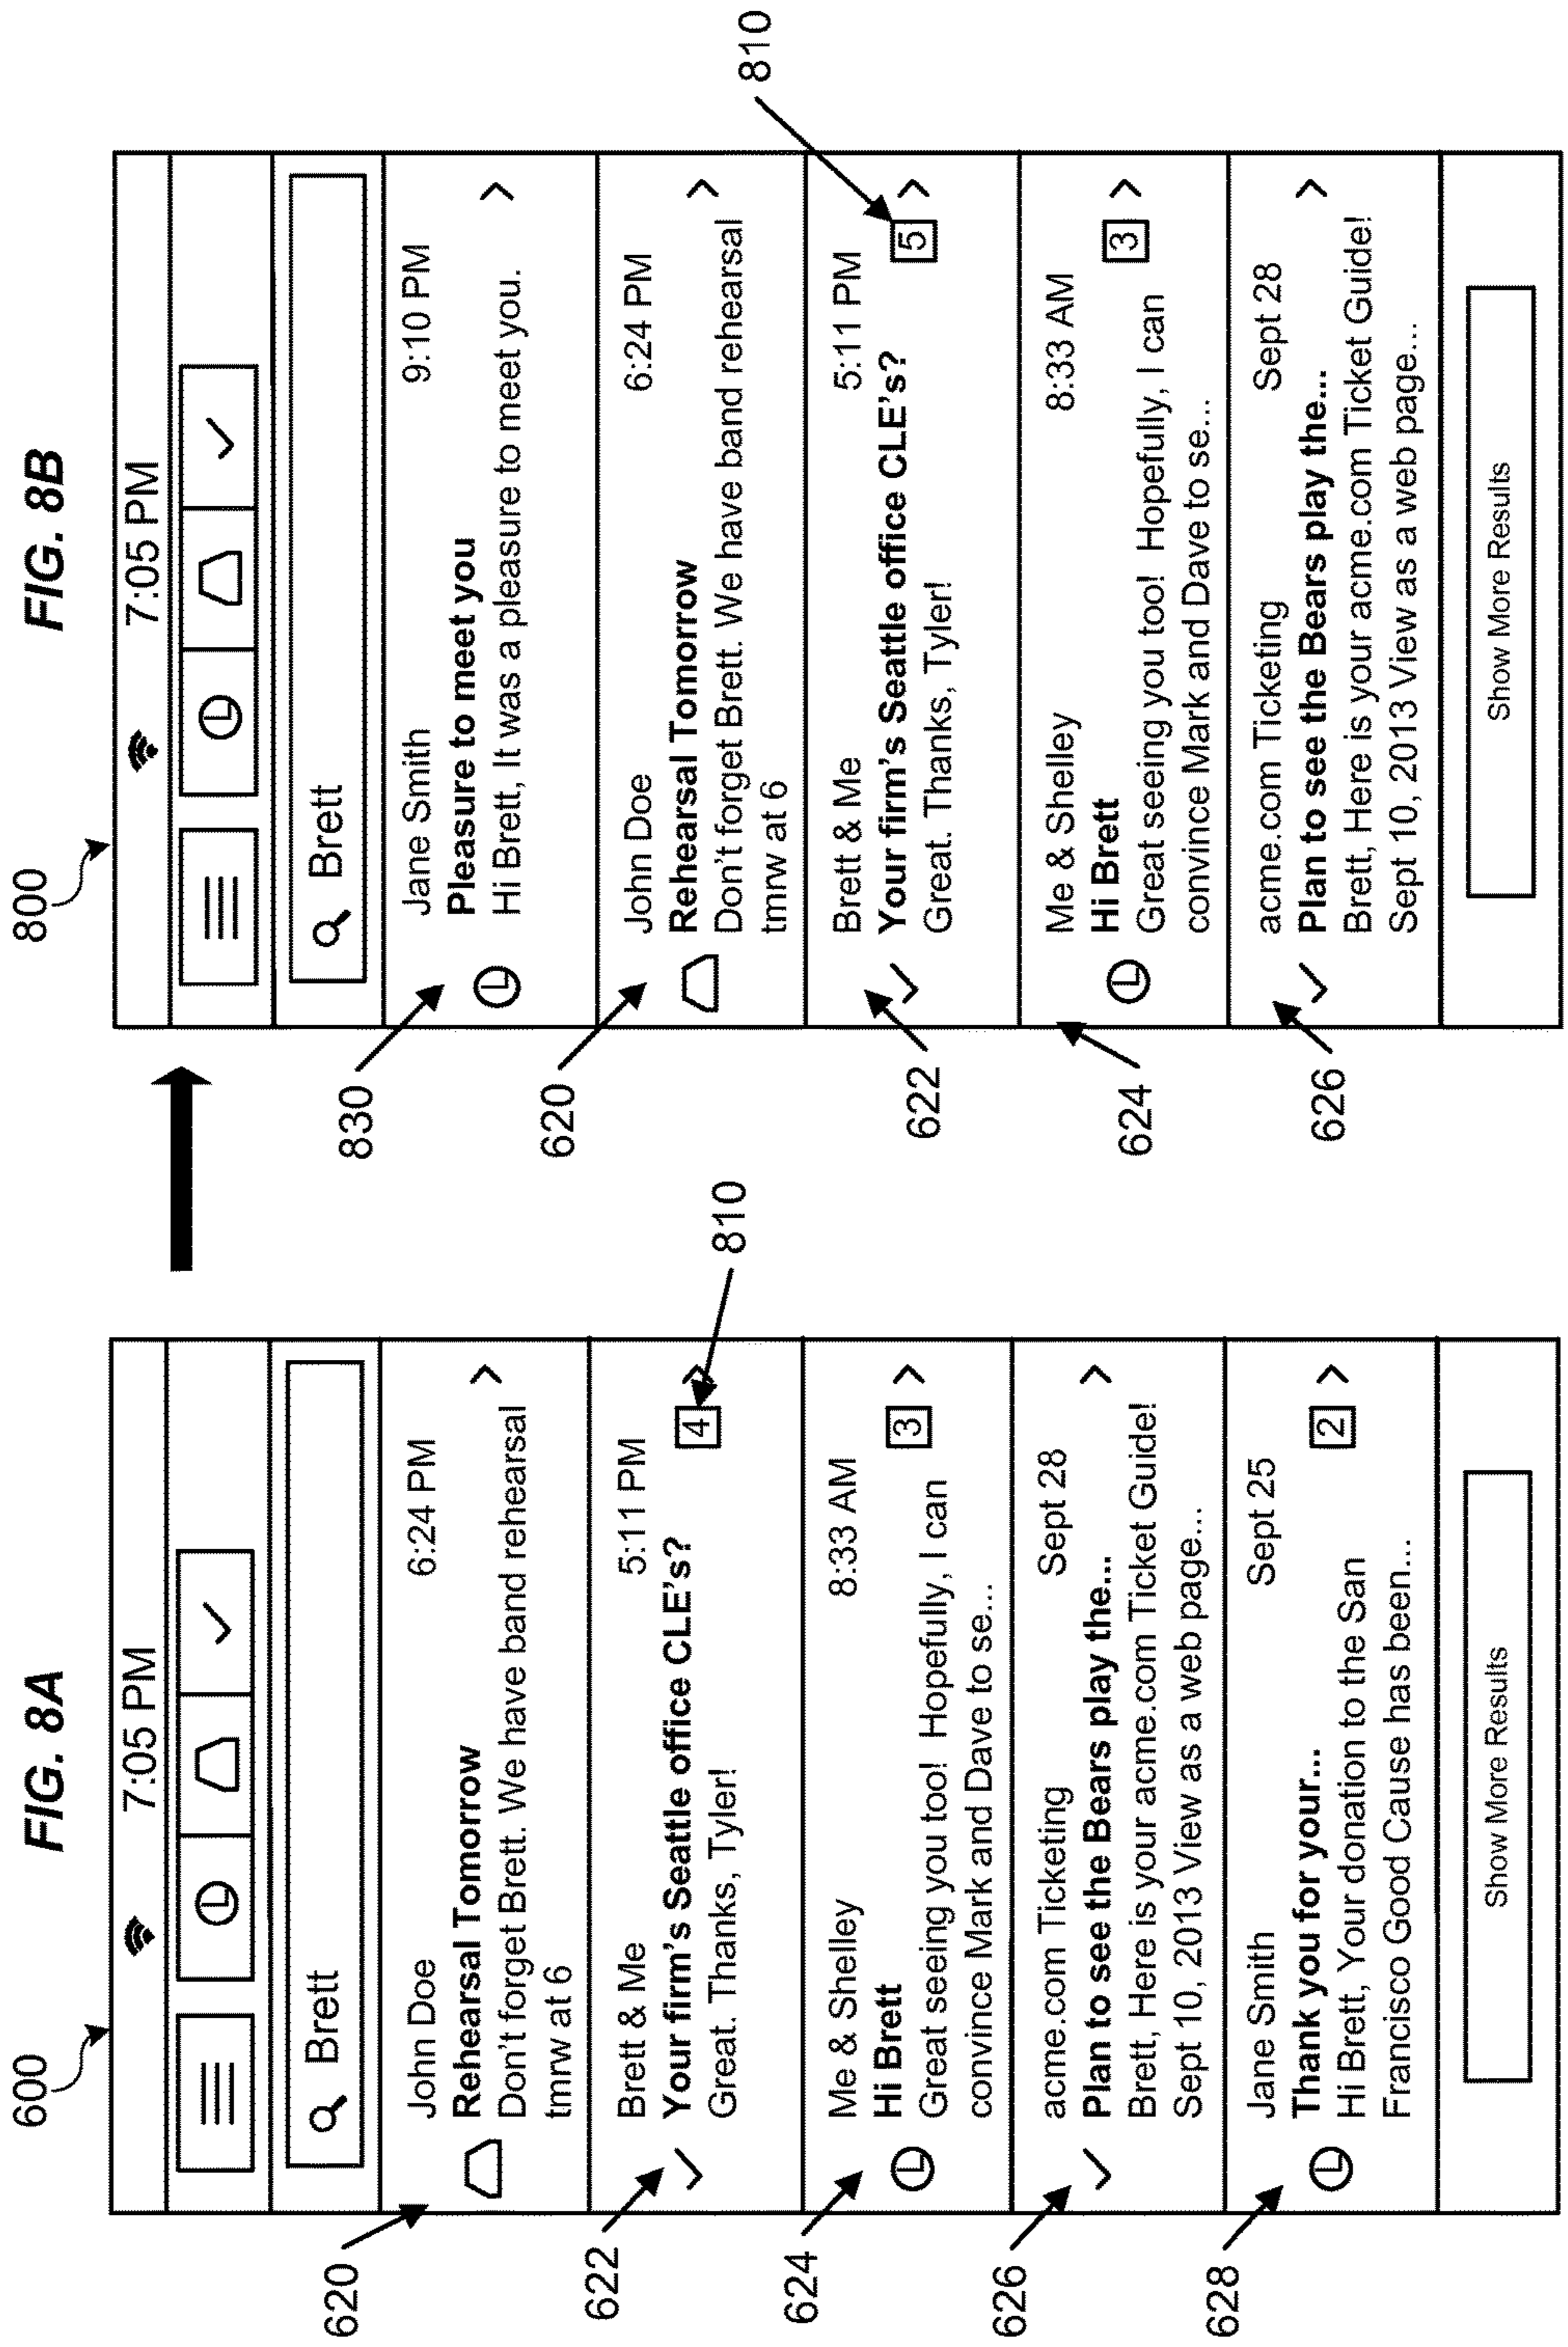 FIG. 8A
600
7:05 PM
Brett
620
John Doe 6:24 PM
Rehearsal Tomorrow
Don't forget Brett. We have band rehearsal
tmrw at 6
622
Brett & Me 5:11 PM
Your firm's Seattle office CLE's?
4
810
Great. Thanks, Tyler!
624
Me & Shelley 8:33 AM
Hi Brett
3
Great seeing you too! Hopefully, I can
convince Mark and Dave to se...
626
acme.com Ticketing Sept 28
Plan to see the Bears play the...
Brett, Here is your acme.com Ticket Guide!
Sept 10, 2013 View as a web page...
628
Jane Smith Sept 25
Thank you for your...
2
Hi Brett, Your donation to the San
Francisco Good Cause has been...
Show More Results
FIG. 8B
800
7:05 PM
Brett
830
Jane Smith 9:10 PM
Pleasure to meet you
Hi Brett, It was a pleasure to meet you.
620
John Doe 6:24 PM
Rehearsal Tomorrow
Don't forget Brett. We have band rehearsal
tmrw at 6
810
622
Brett & Me 5:11 PM
Your firm's Seattle office CLE's?
5
Great. Thanks, Tyler!
624
Me & Shelley 8:33 AM
Hi Brett
3
Great seeing you too! Hopefully, I can
convince Mark and Dave to se...
626
acme.com Ticketing Sept 28
Plan to see the Bears play the...
Brett, Here is your acme.com Ticket Guide!
Sept 10, 2013 View as a web page...
Show More Results